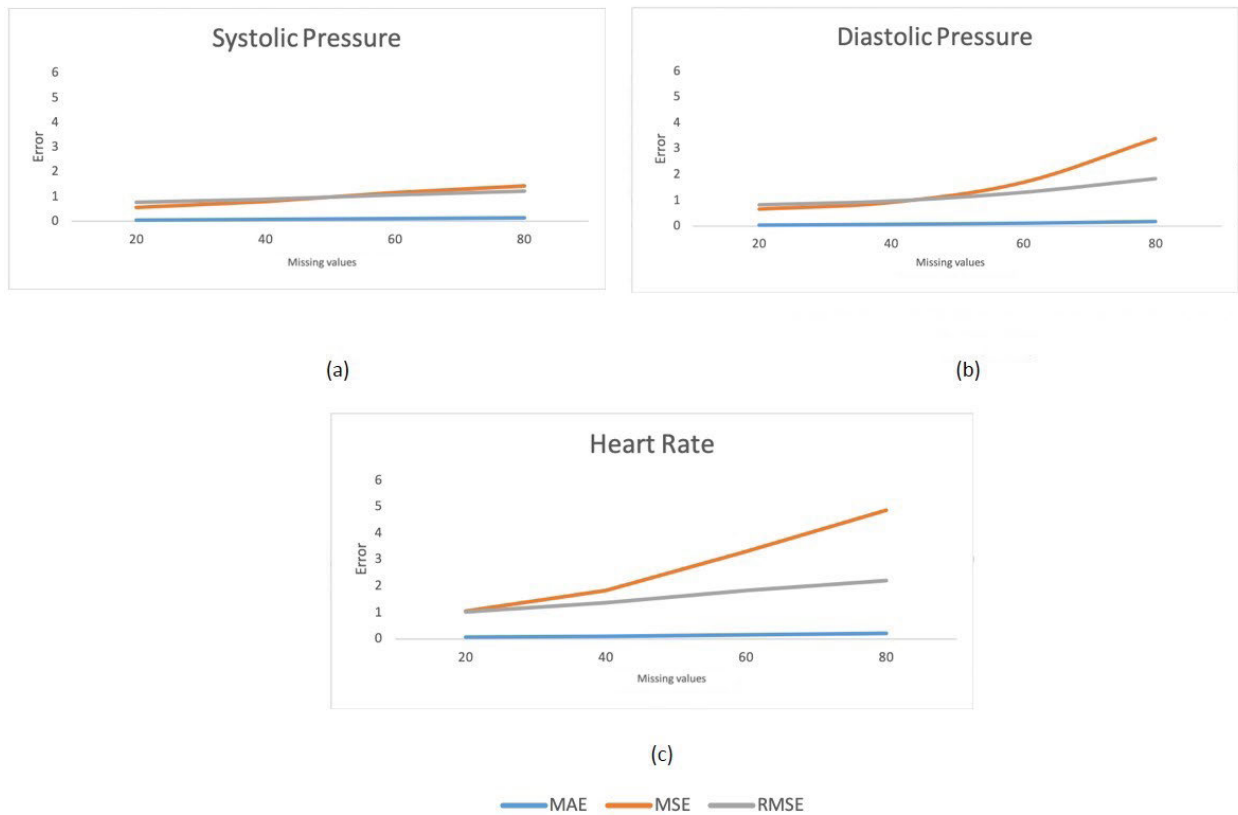 Systolic Pressure
6
5
4
3
2
1
0
Error
20 40 60 80
Missing values
(a)
Diastolic Pressure
6
5
4
3
2
1
0
Error
20 40 60 80
Missing values
(b)
Heart Rate
6
5
4
3
2
1
0
Error
20 40 60 80
Missing values
(c)
MAE MSE RMSE